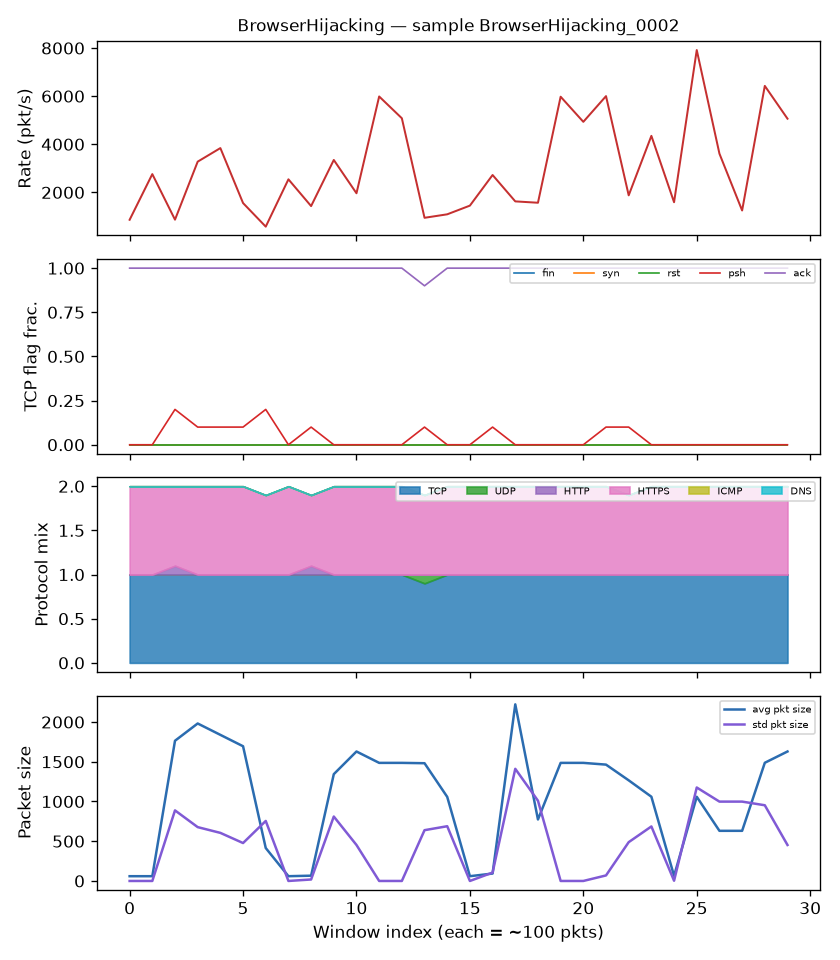 BrowserHijacking — sample BrowserHijacking_0002
8000
6000
4000
2000
Rate (pkt/s)
1.00
0.75
0.50
0.25
0.00
TCP flag frac.
fin syn rst psh ack
2.0
1.5
1.0
0.5
0.0
Protocol mix
TCP UDP HTTP HTTPS ICMP DNS
2000
1500
1000
500
0
Packet size
avg pkt size
std pkt size
0 5 10 15 20 25 30
Window index (each = ~100 pkts)